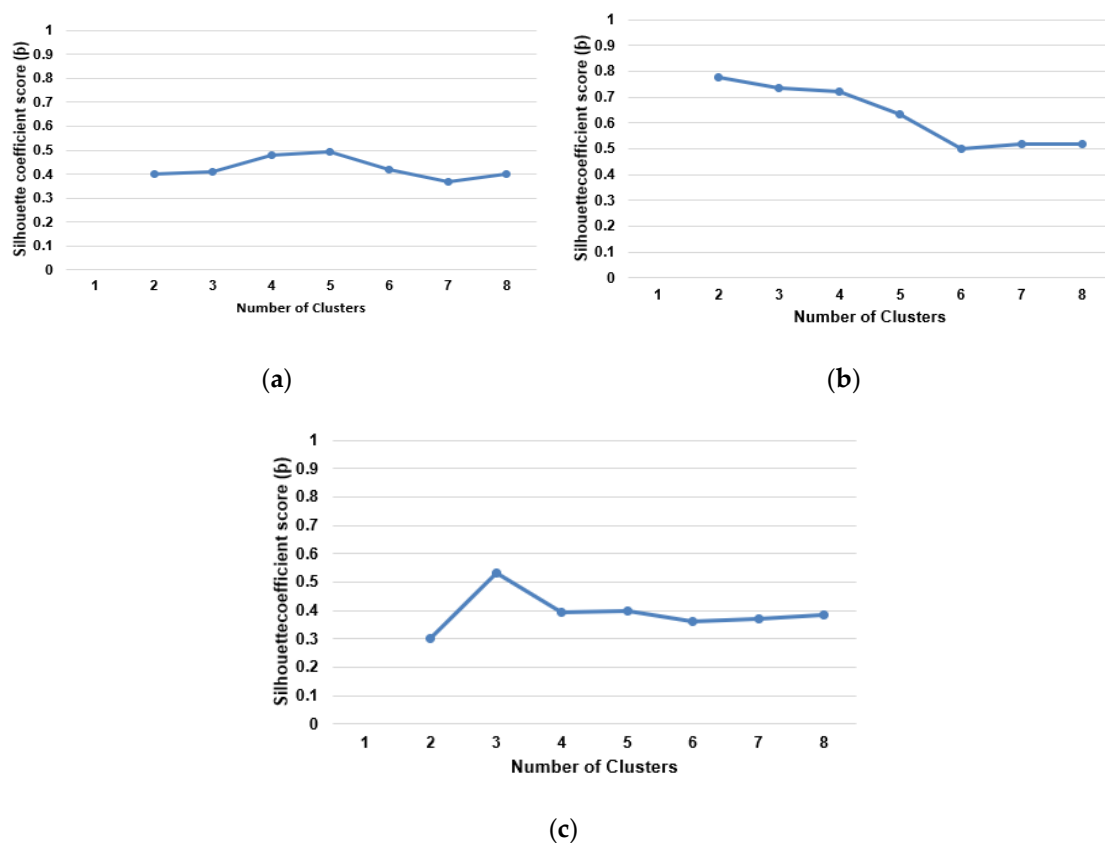 Silhouette coefficient score (ƥ)
1
0.9
0.8
0.7
0.6
0.5
0.4
0.3
0.2
0.1
0
1 2 3 4 5 6 7 8
Number of Clusters
(a)
Silhouettecoefficient score (ƥ)
1
0.9
0.8
0.7
0.6
0.5
0.4
0.3
0.2
0.1
0
1 2 3 4 5 6 7 8
Number of Clusters
(b)
Silhouettecoefficient score (ƥ)
1
0.9
0.8
0.7
0.6
0.5
0.4
0.3
0.2
0.1
0
1 2 3 4 5 6 7 8
Number of Clusters
(c)